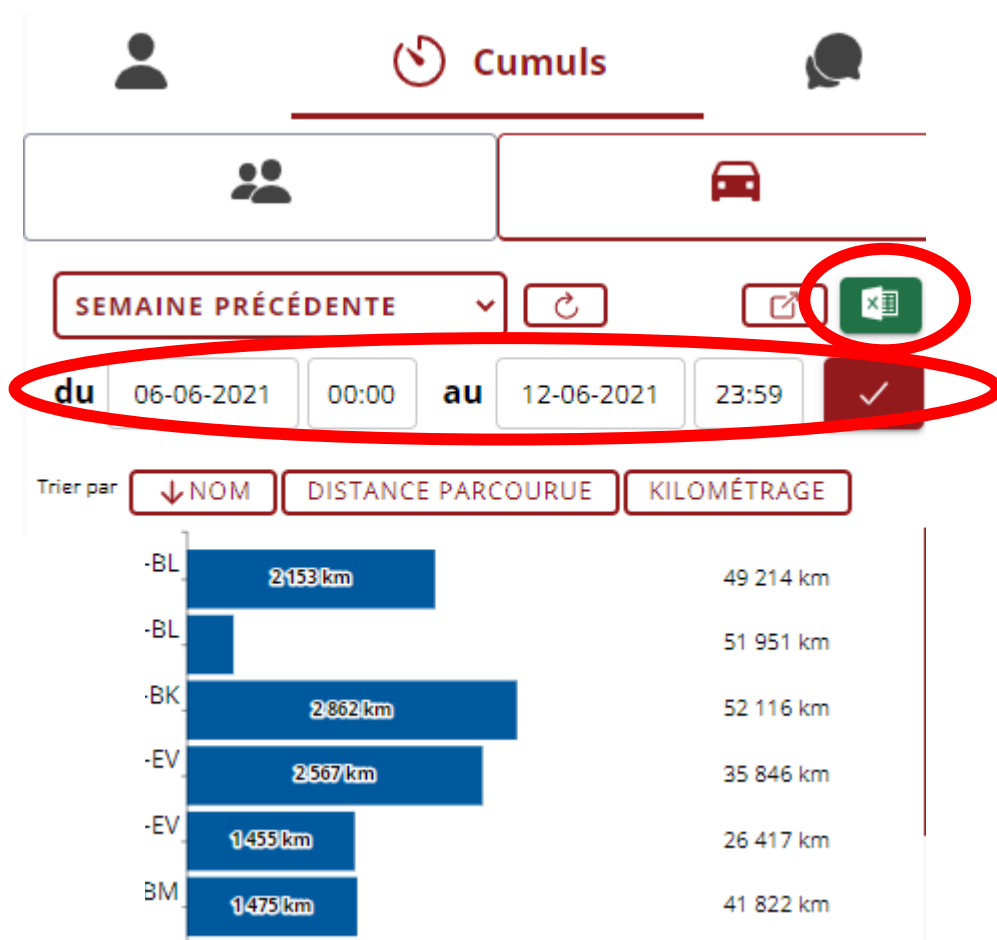 Cumuls
SEMAINE PRÉCÉDENTE
du 06-06-2021 00:00 au 12-06-2021 23:59
Trier par NOM DISTANCE PARCOURUE KILOMÉTRAGE
-BL 2 153 km 49 214 km
-BL 51 951 km
-BK 2 862 km 52 116 km
-EV 2 567 km 35 846 km
-EV 1 455 km 26 417 km
BM 1 475 km 41 822 km